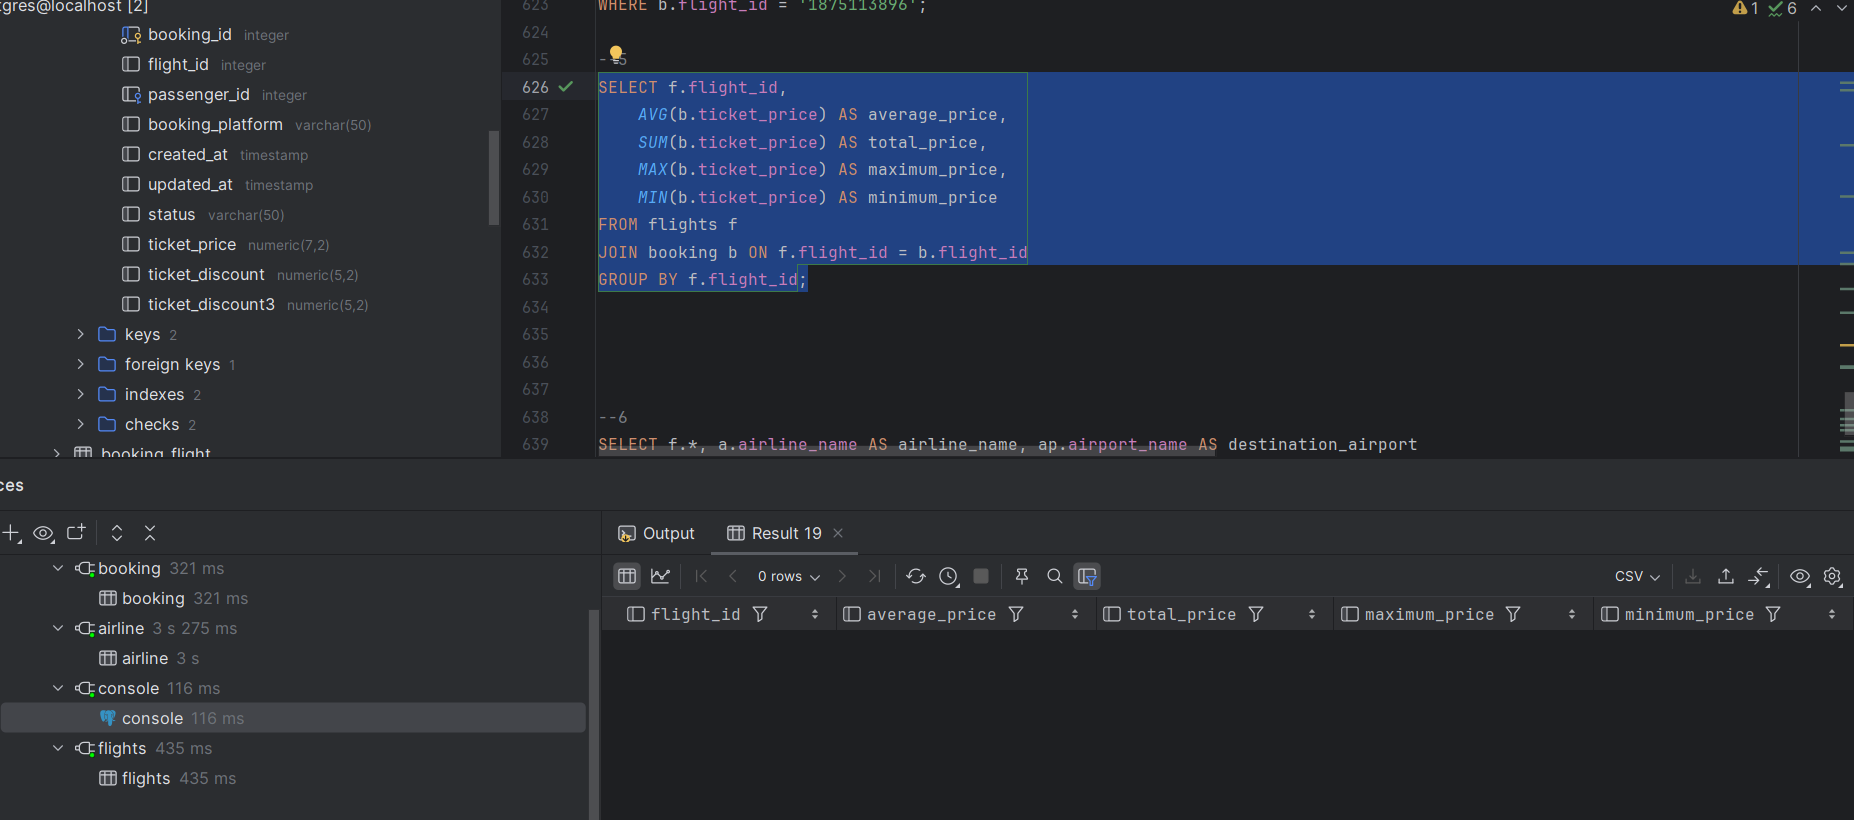 tgres@localhost [2]
booking_id integer
flight_id integer
passenger_id integer
booking_platform varchar(50)
created_at timestamp
updated_at timestamp
status varchar(50)
ticket_price numeric(7,2)
ticket_discount numeric(5,2)
ticket_discount3 numeric(5,2)
keys 2
foreign keys 1
indexes 2
checks 2
booking_flight
623 WHERE b.flight_id = '1875113896';
1 6
624
625 --5
626 SELECT f.flight_id,
627 AVG(b.ticket_price) AS average_price,
628 SUM(b.ticket_price) AS total_price,
629 MAX(b.ticket_price) AS maximum_price,
630 MIN(b.ticket_price) AS minimum_price
631 FROM flights f
632 JOIN booking b ON f.flight_id = b.flight_id
633 GROUP BY f.flight_id;
634
635
636
637
638 --6
639 SELECT f.*, a.airline_name AS airline_name, ap.airport_name AS destination_airport
ces
booking 321 ms
booking 321 ms
airline 3 s 275 ms
airline 3 s
console 116 ms
console 116 ms
flights 435 ms
flights 435 ms
Output Result 19
0 rows CSV
flight_id average_price total_price maximum_price minimum_price